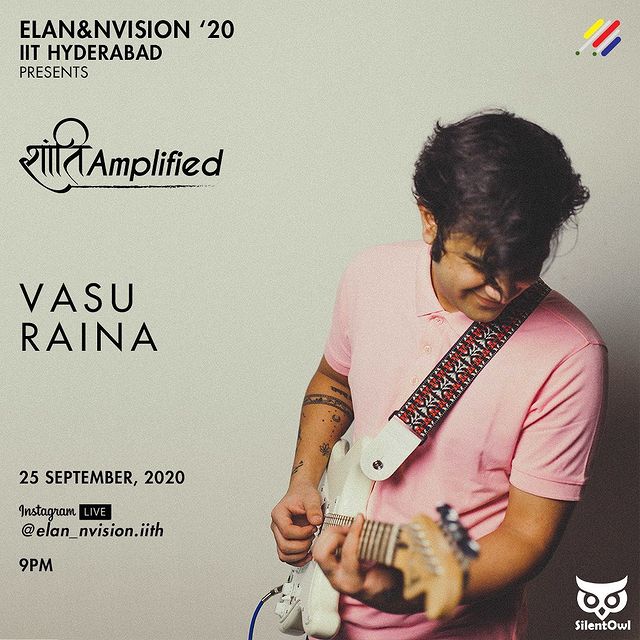 ELAN&NVISION ‘20
IIT HYDERABAD
PRESENTS
शांति Amplified
VASU
RAINA
25 SEPTEMBER, 2020
Instagram LIVE
@elan_nvision.iith
9PM
SilentOwl